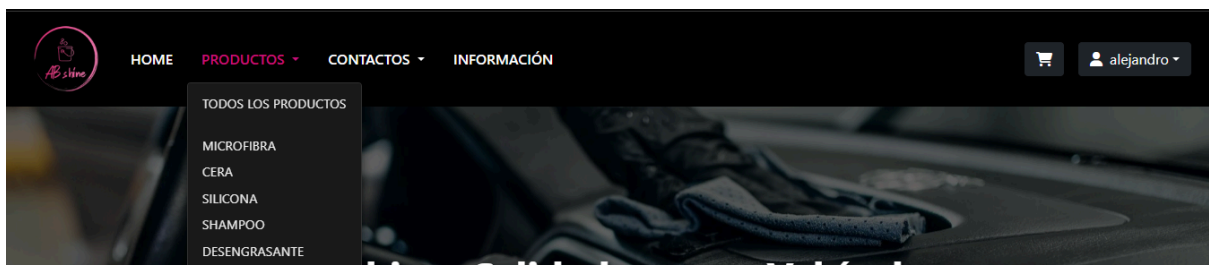 AB shine
HOME PRODUCTOS CONTACTOS INFORMACIÓN alejandro
TODOS LOS PRODUCTOS
MICROFIBRA
CERA
SILICONA
SHAMPOO
DESENGRASANTE